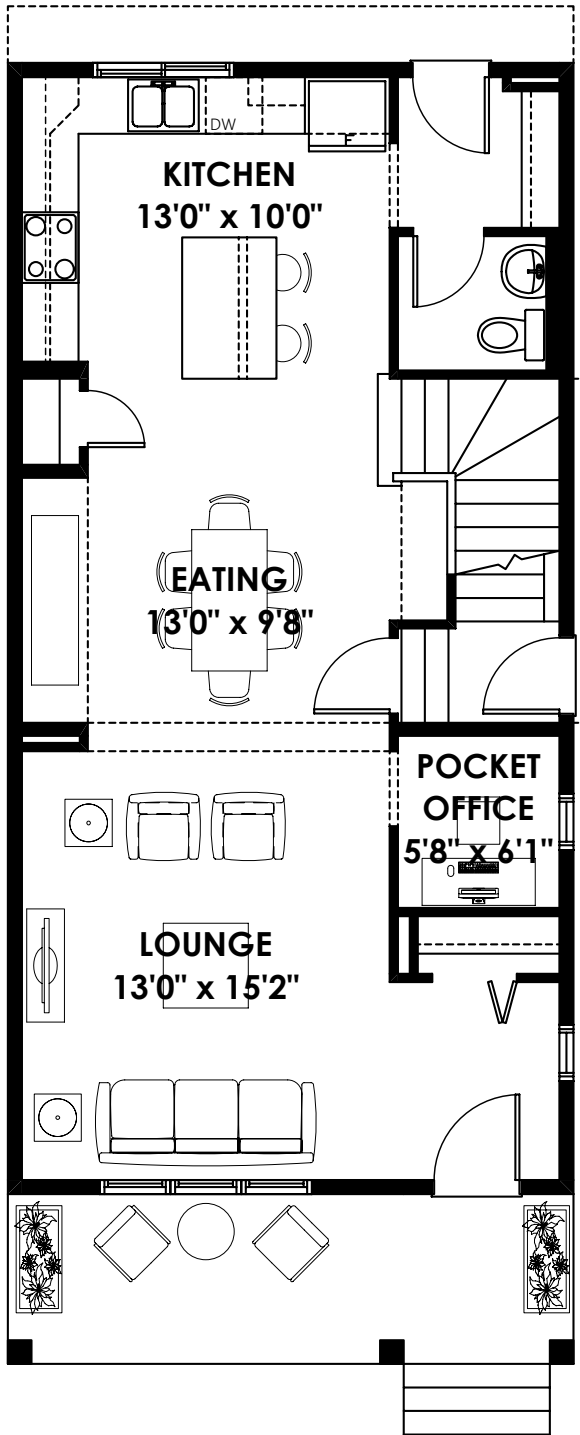 DW
F
KITCHEN
13'0" x 10'0"
EATING
13'0" x 9'8"
POCKET
OFFICE
5'8" x 6'1"
LOUNGE
13'0" x 15'2"